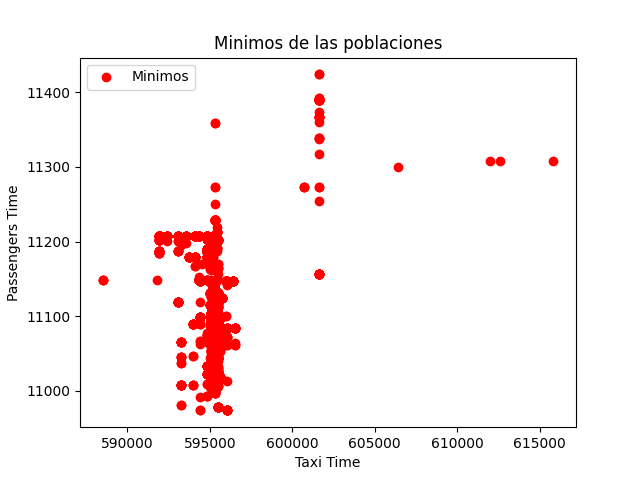 Minimos de las poblaciones
Minimos
Passengers Time
11400
11300
11200
11100
11000
590000 595000 600000 605000 610000 615000
Taxi Time